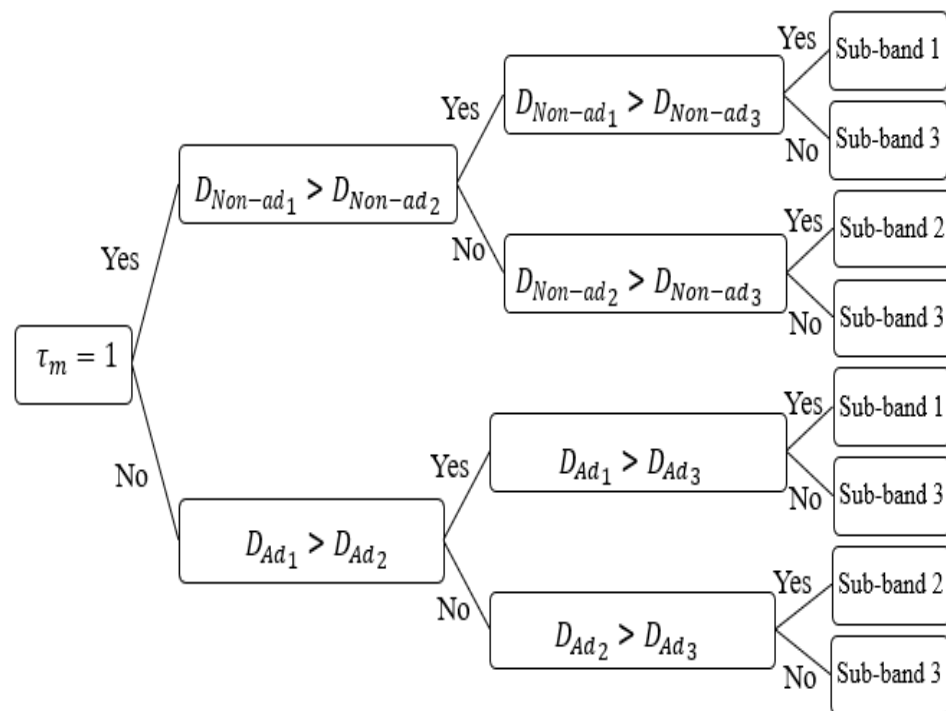 Yes
Sub-band 1
D_{Non-ad_1} > D_{Non-ad_3}
Yes
No
Sub-band 3
D_{Non-ad_1} > D_{Non-ad_2}
Yes
Sub-band 2
Yes
No
D_{Non-ad_2} > D_{Non-ad_3}
No
Sub-band 3
τ_m = 1
Yes
Sub-band 1
No
Yes
D_{Ad_1} > D_{Ad_3}
No
Sub-band 3
D_{Ad_1} > D_{Ad_2}
Yes
Sub-band 2
No
D_{Ad_2} > D_{Ad_3}
No
Sub-band 3